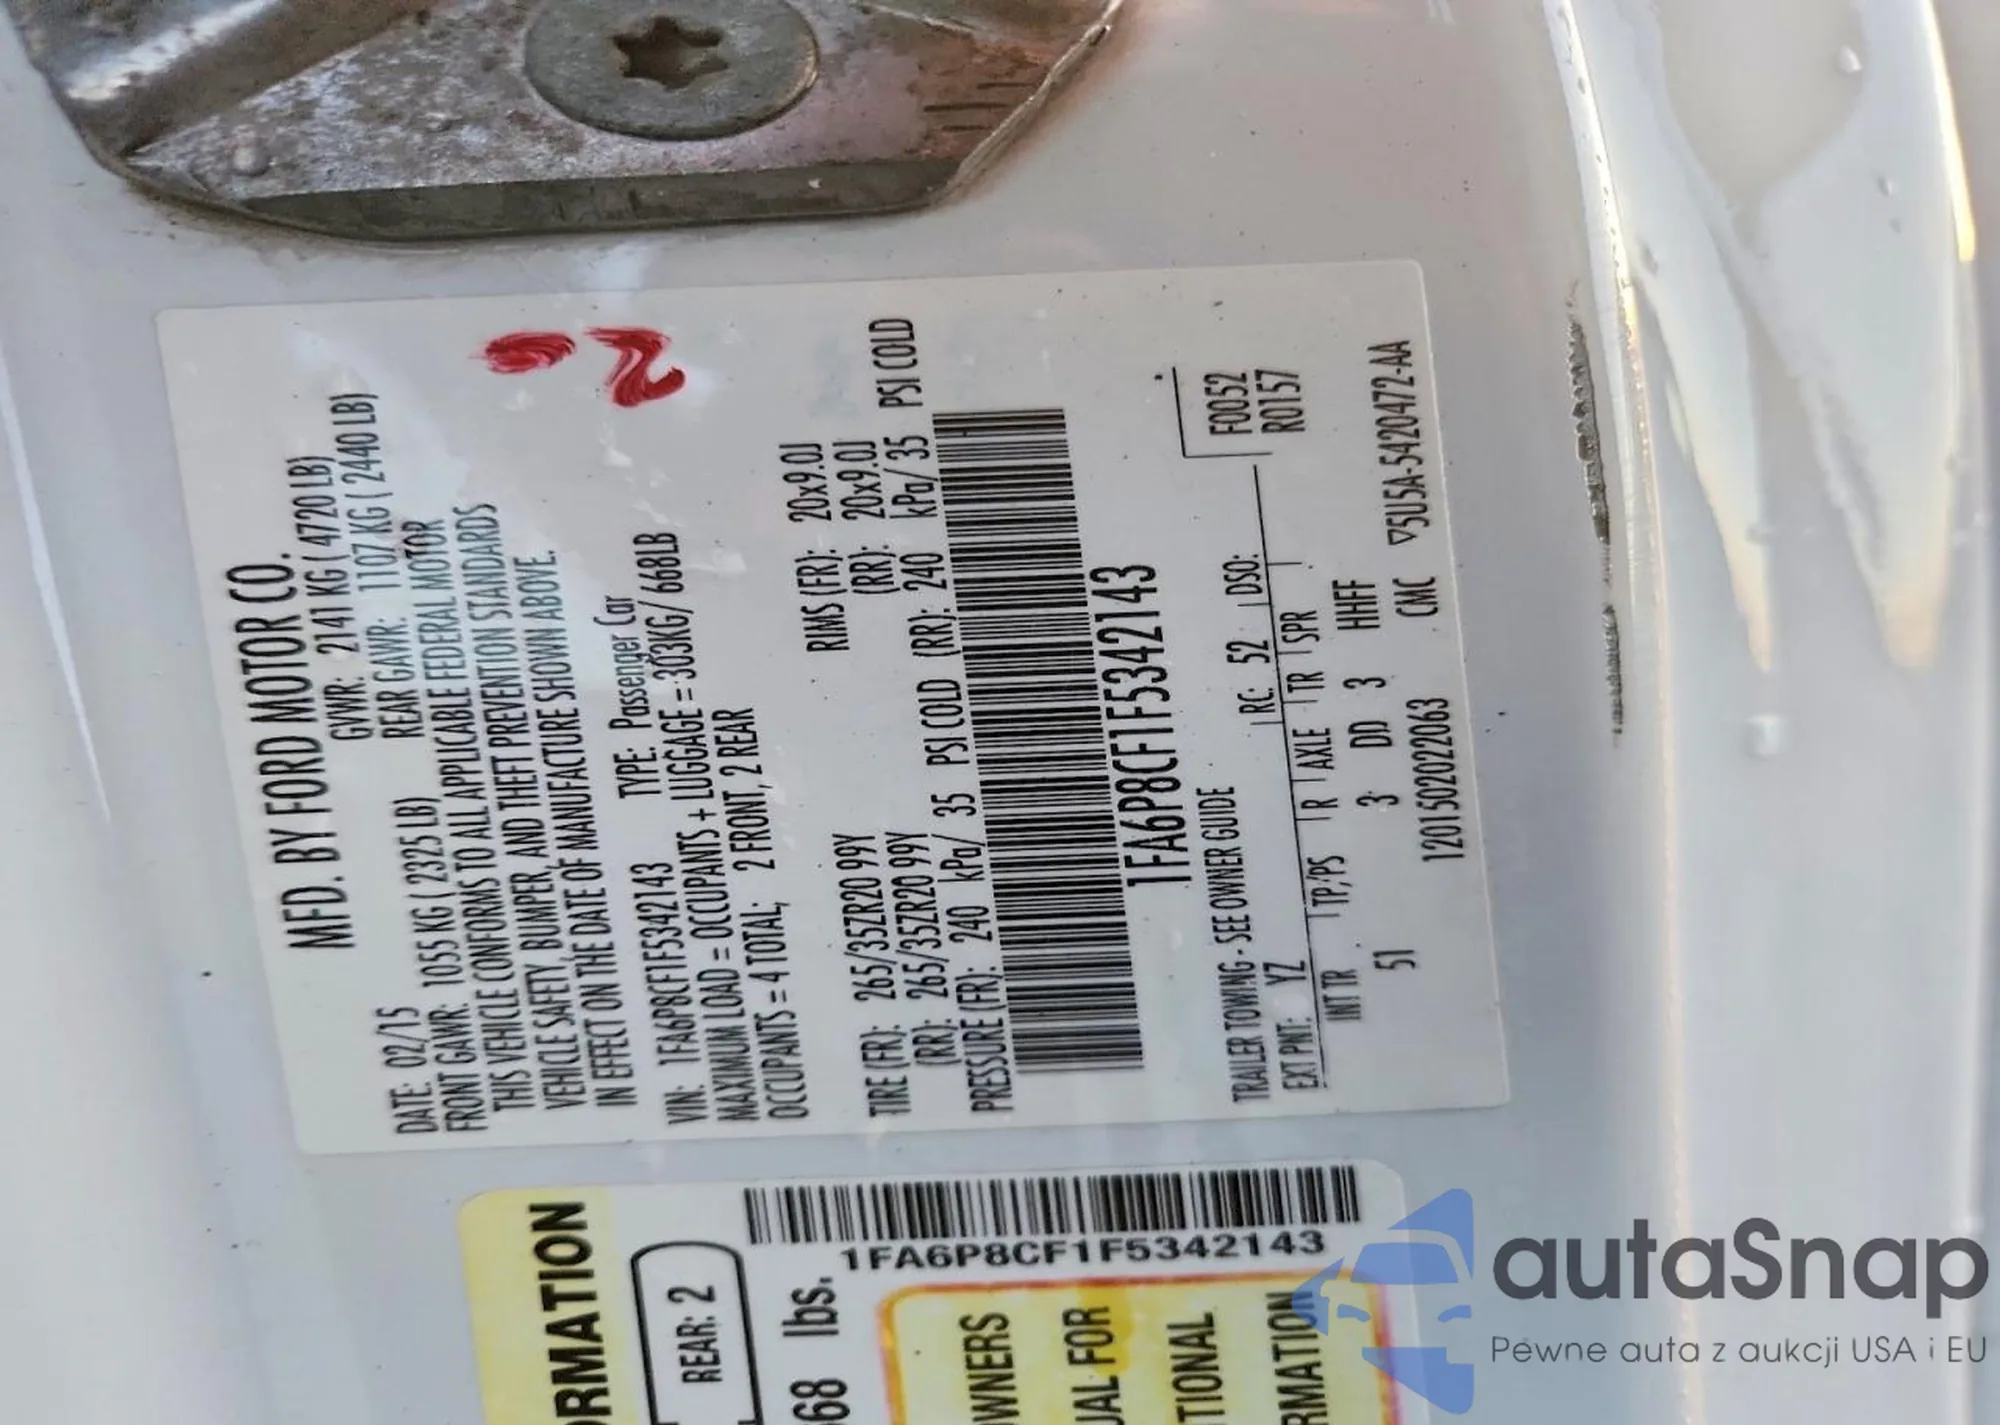 MFD. BY FORD MOTOR CO.
DATE: 02/15 GVWR: 2141 KG ( 4720 LB)
FRONT GAWR: 1055 KG ( 2325 LB) REAR GAWR: 1107 KG ( 2440 LB)
THIS VEHICLE CONFORMS TO ALL APPLICABLE FEDERAL MOTOR
VEHICLE SAFETY, BUMPER, AND THEFT PREVENTION STANDARDS
IN EFFECT ON THE DATE OF MANUFACTURE SHOWN ABOVE.
VIN: 1FA6P8CF1F5342143 TYPE: Passenger Car
MAXIMUM LOAD = OCCUPANTS + LUGGAGE = 303KG/ 668LB
OCCUPANTS = 4 TOTAL; 2 FRONT, 2 REAR
TIRE (FR): 265/35ZR20 99Y RIMS (FR): 20x9.0J
(RR): 265/35ZR20 99Y (RR): 20x9.0J
PRESSURE (FR): 240 kPa/ 35 PSI COLD (RR): 240 kPa/ 35 PSI COLD
1FA6P8CF1F5342143
TRAILER TOWING - SEE OWNER GUIDE
F0052
R0157
EXT PNT: YZ RC: 52 DSO:
INT TR TP/PS R AXLE TR SPR
51 3 DD 3 HHFF
1201502022063 CMC ▽5U5A-5420472-AA
ORMATION
REAR: 2
68 lbs.
1FA6P8CF1F5342143
OWNERS
UAL FOR
TIONAL
RMATION
autaSnap
Pewne auta z aukcji USA i EU